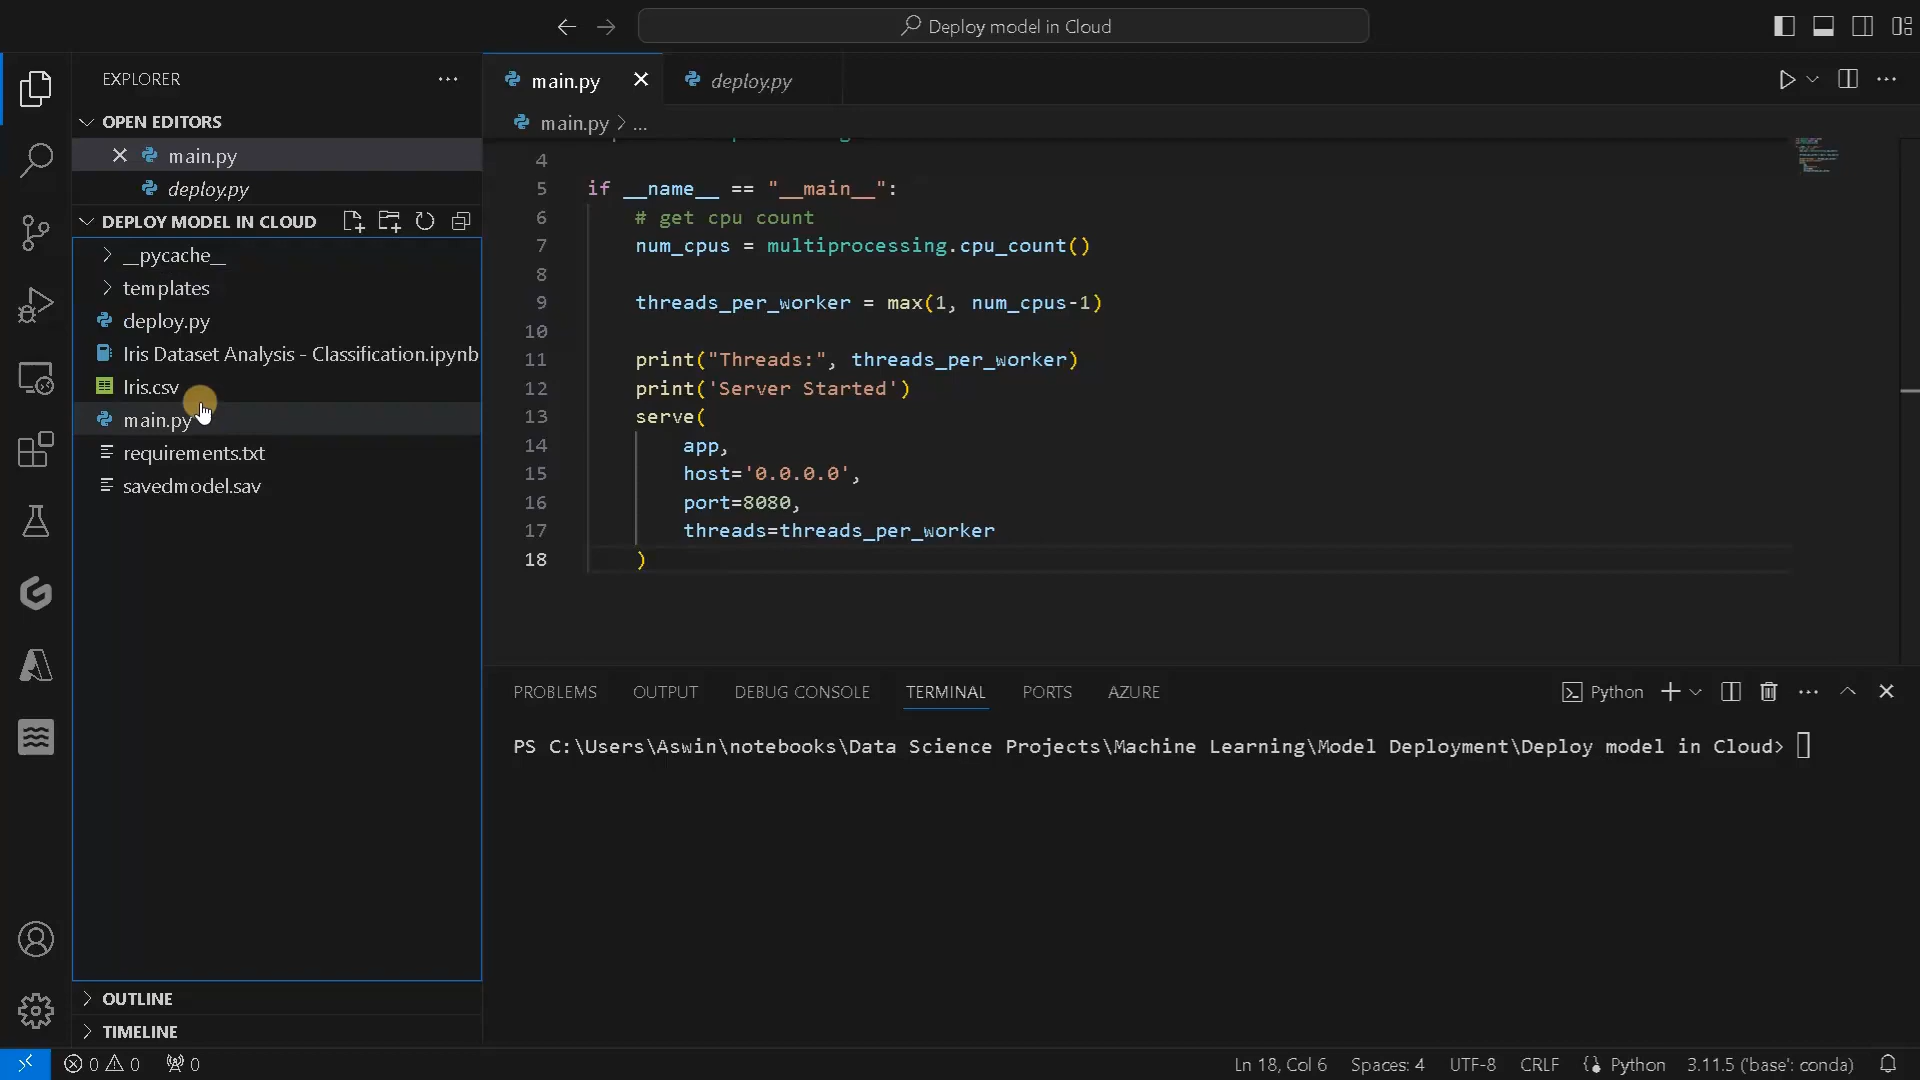 Deploy model in Cloud
EXPLORER
OPEN EDITORS
main.py
deploy.py
DEPLOY MODEL IN CLOUD
__pycache__
templates
deploy.py
Iris Dataset Analysis - Classification.ipynb
Iris.csv
main.py
requirements.txt
savedmodel.sav
OUTLINE
TIMELINE
main.py
deploy.py
main.py > ...
4
5 if __name__ == "__main__":
6 # get cpu count
7 num_cpus = multiprocessing.cpu_count()
8
9 threads_per_worker = max(1, num_cpus-1)
10
11 print("Threads:", threads_per_worker)
12 print('Server Started')
13 serve(
14 app,
15 host='0.0.0.0',
16 port=8080,
17 threads=threads_per_worker
18 )
PROBLEMS OUTPUT DEBUG CONSOLE TERMINAL PORTS AZURE
Python
PS C:\Users\Aswin\notebooks\Data Science Projects\Machine Learning\Model Deployment\Deploy model in Cloud>
0 0 0
Ln 18, Col 6 Spaces: 4 UTF-8 CRLF Python 3.11.5 ('base': conda)